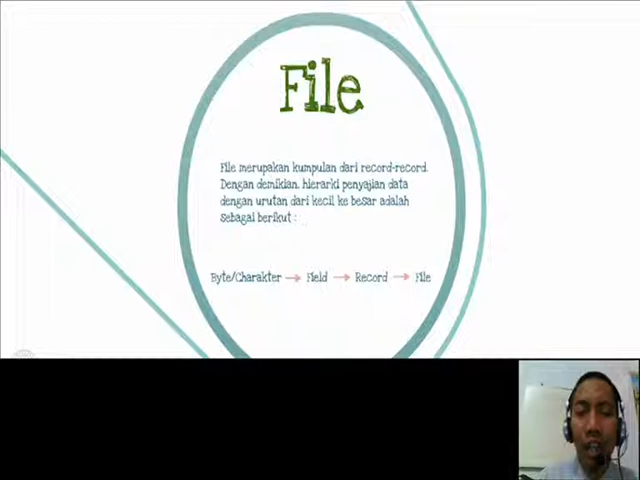 File
File merupakan kumpulan dari record-record.
Dengan demikian, hierarki penyajian data
dengan urutan dari kecil ke besar adalah
sebagai berikut :
Byte/Charakter → Field → Record → File